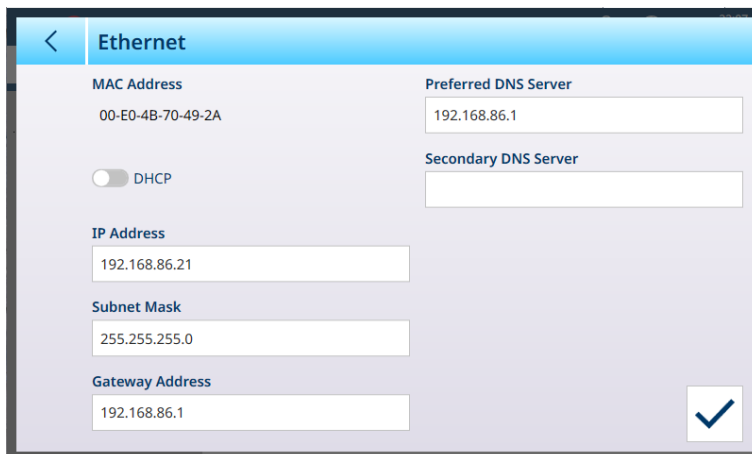 Ethernet
MAC Address
00-E0-4B-70-49-2A
DHCP
IP Address
192.168.86.21
Subnet Mask
255.255.255.0
Gateway Address
192.168.86.1
Preferred DNS Server
192.168.86.1
Secondary DNS Server